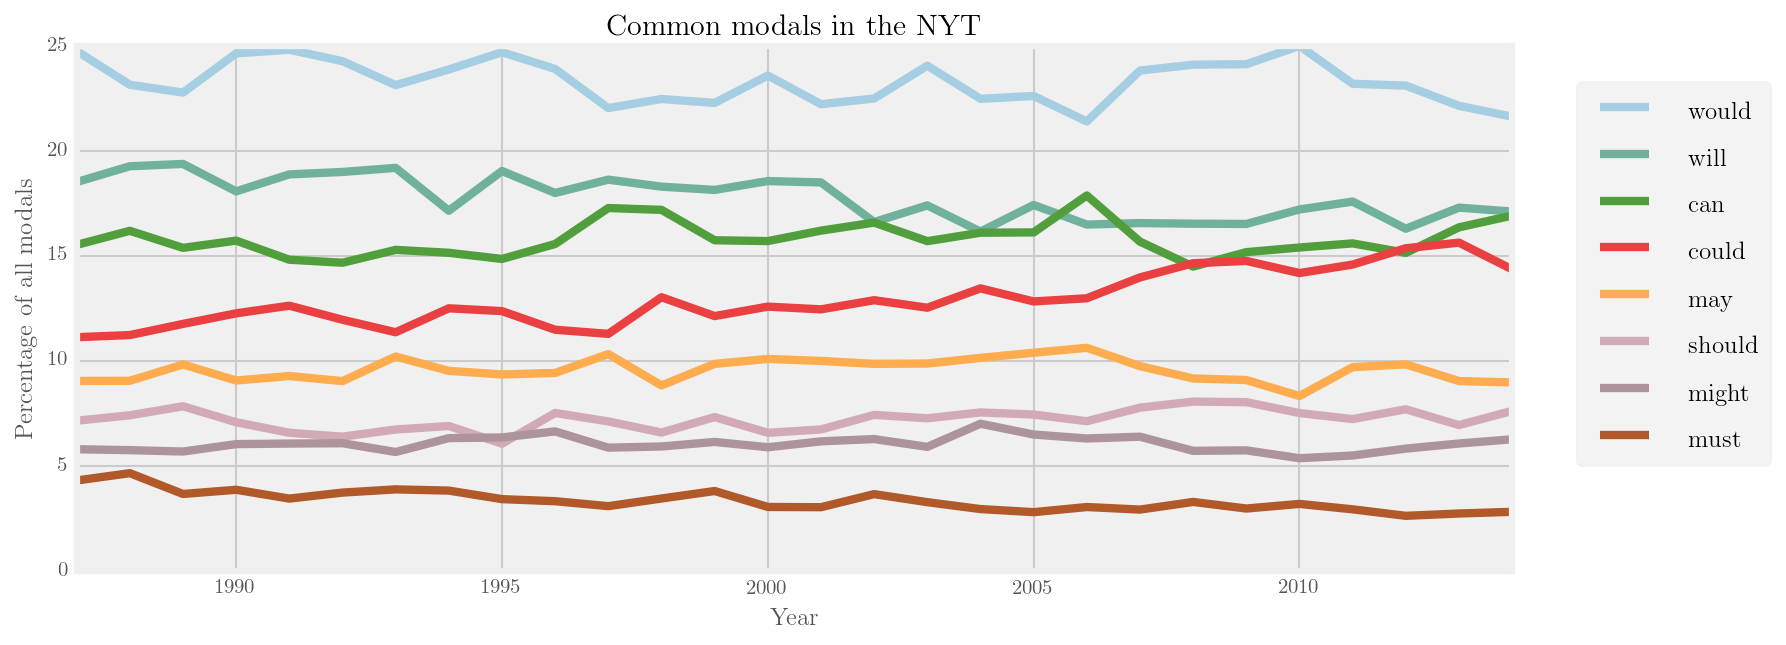 Common modals in the NYT
25
20
15
10
5
0
Percentage of all modals
1990 1995 2000 2005 2010
Year
would
will
can
could
may
should
might
must